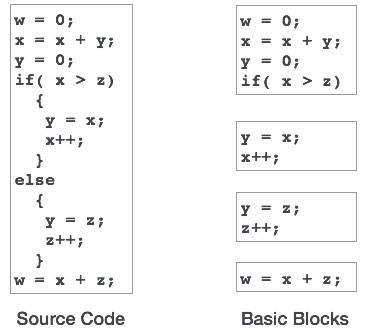 w = 0;
x = x + y;
y = 0;
if( x > z)
{
y = x;
x++;
}
else
{
y = z;
z++;
}
w = x + z;
Source Code
w = 0;
x = x + y;
y = 0;
if( x > z)
y = x;
x++;
y = z;
z++;
w = x + z;
Basic Blocks